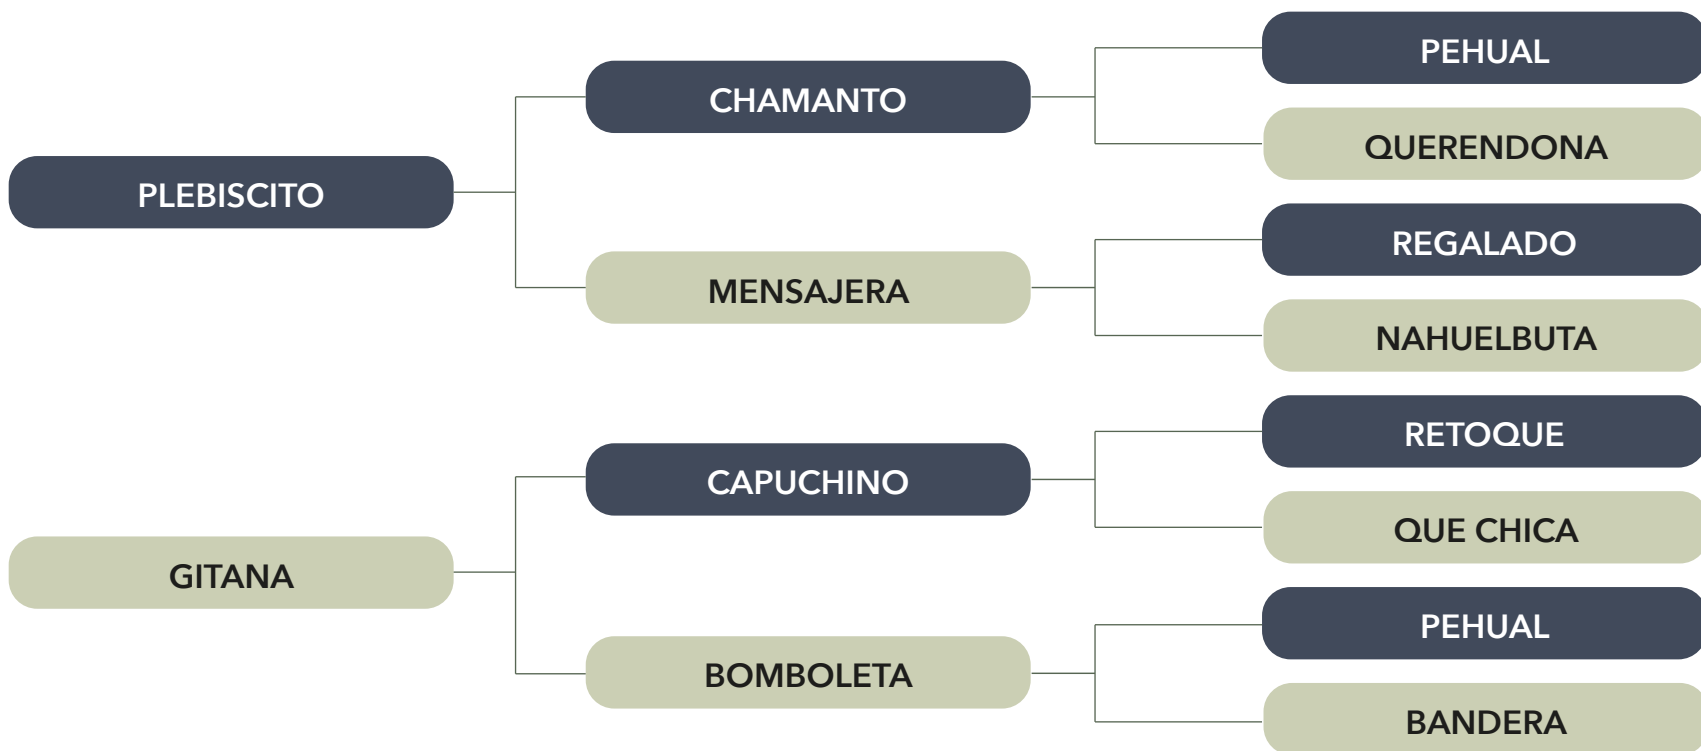 PEHUAL
CHAMANTO
QUERENDONA
PLEBISCITO
REGALADO
MENSAJERA
NAHUELBUTA
RETOQUE
CAPUCHINO
QUE CHICA
GITANA
PEHUAL
BOMBOLETA
BANDERA